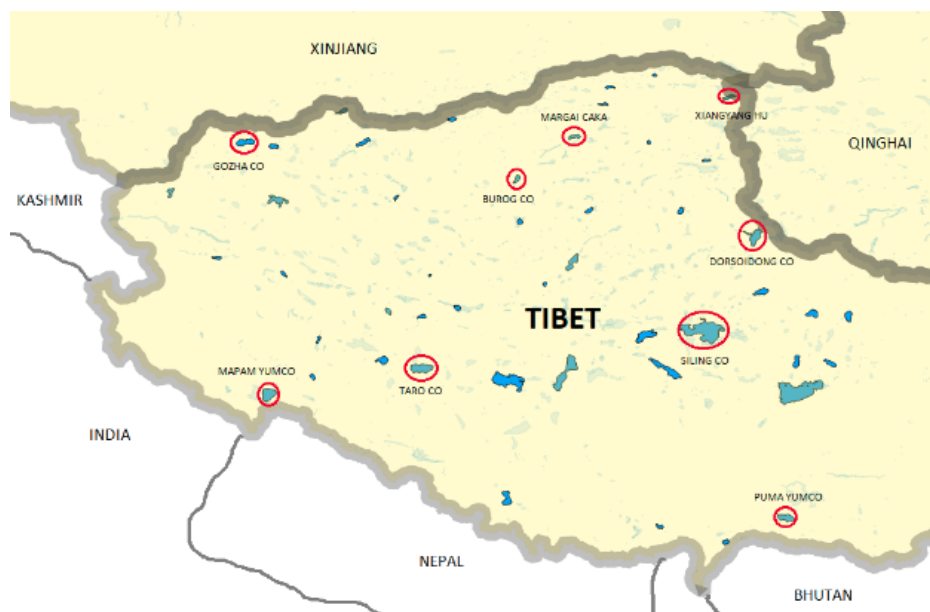 XINJIANG
XIANGYANG HU
MARGAI CAKA
QINGHAI
GOZHA CO
KASHMIR
BUROG CO
DORSOIDONG CO
TIBET
SILING CO
MAPAM YUMCO
TARO CO
INDIA
PUMA YUMCO
NEPAL
BHUTAN